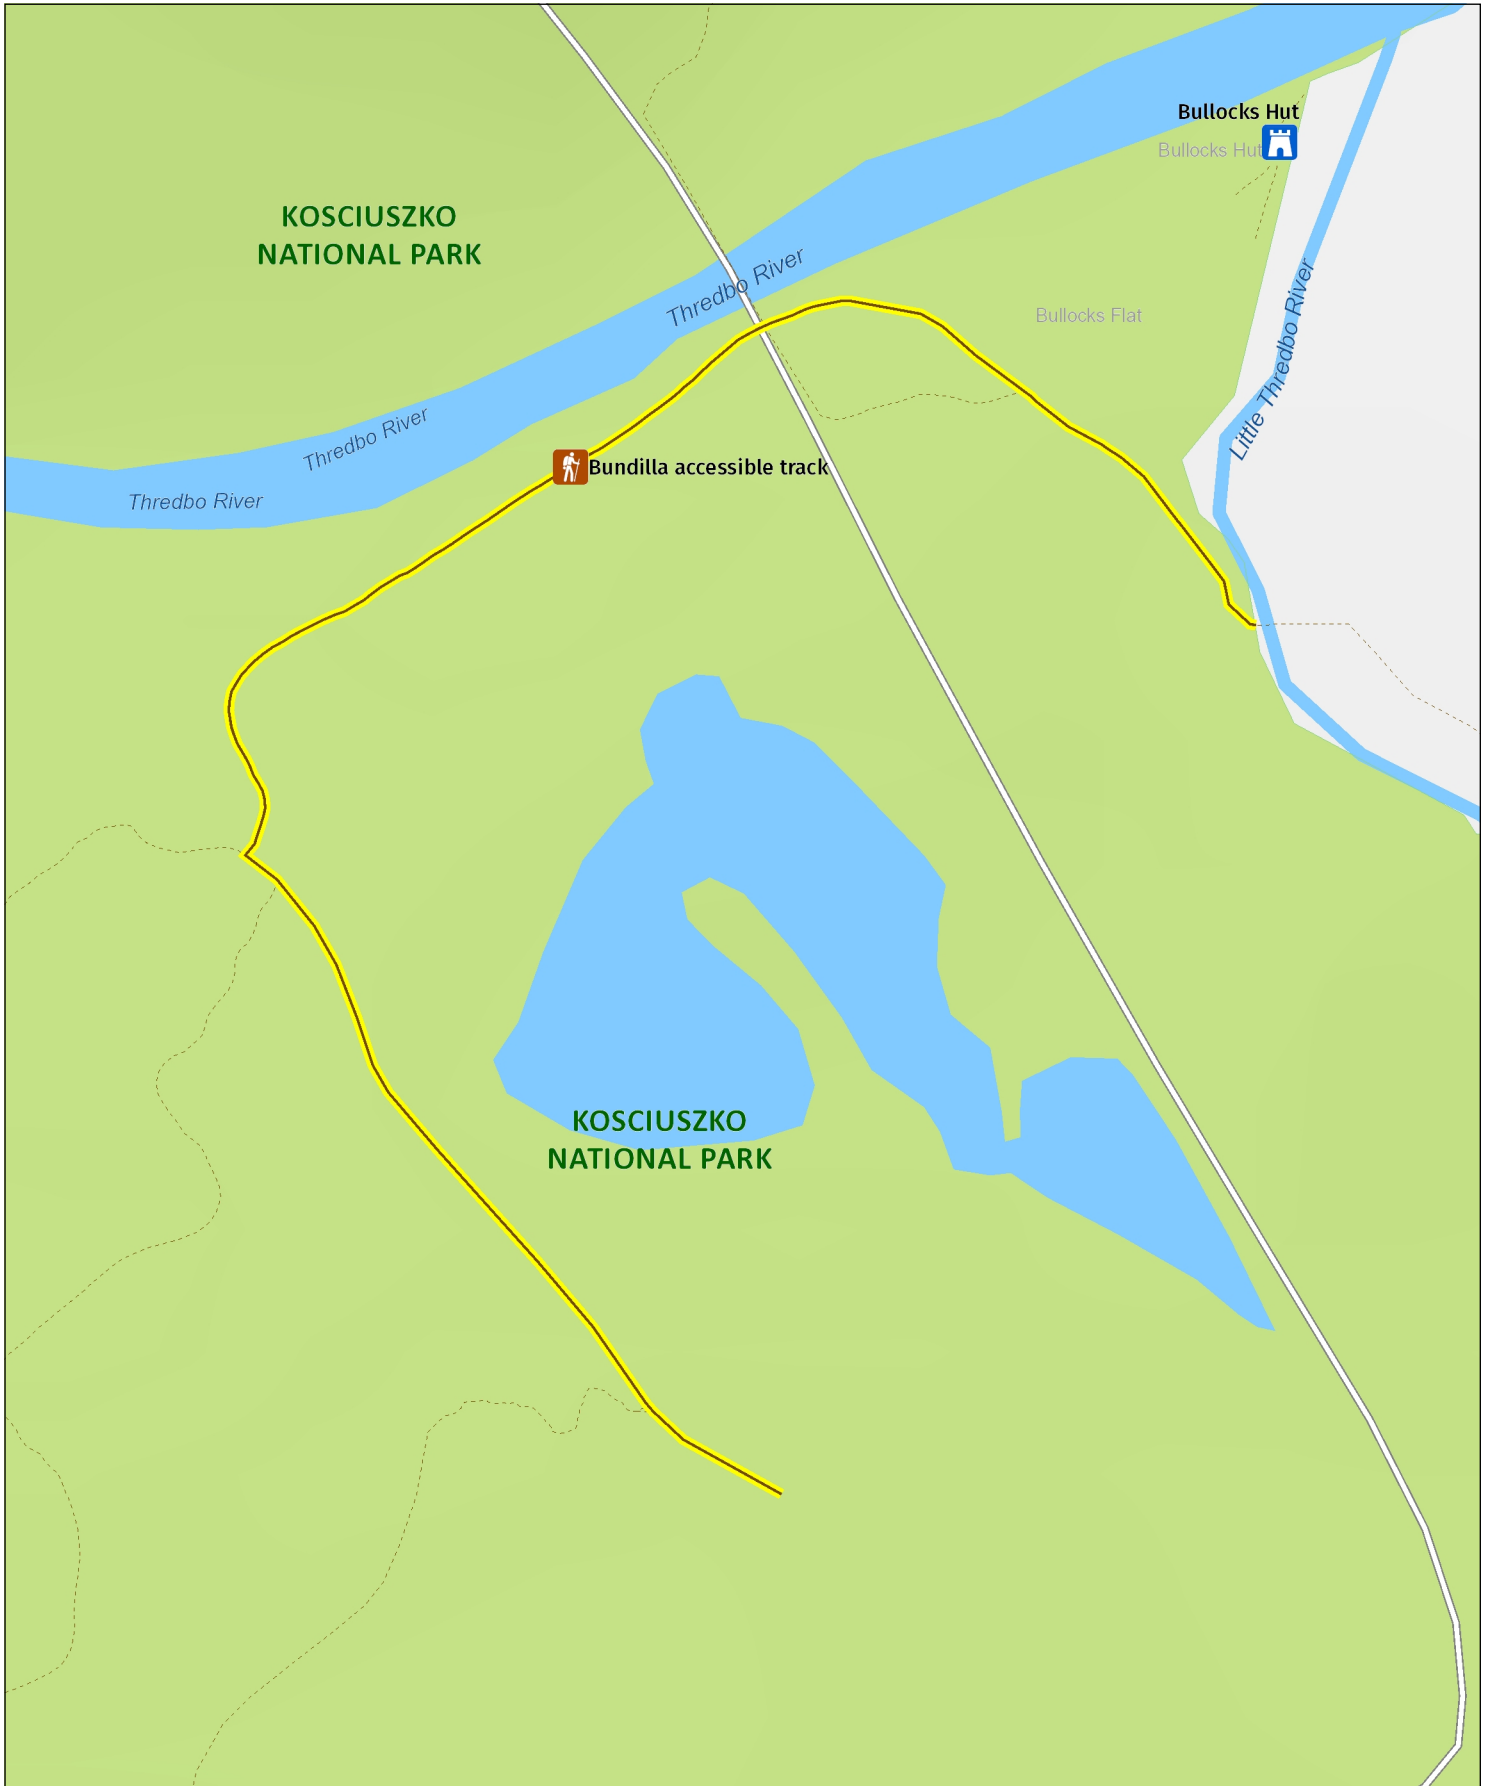 Bullocks Hut
Bullocks Hut
KOSCIUSZKO
NATIONAL PARK
Thredbo River
Bullocks Flat
Little Thredbo River
Thredbo River
Bundilla accessible track
Thredbo River
KOSCIUSZKO
NATIONAL PARK